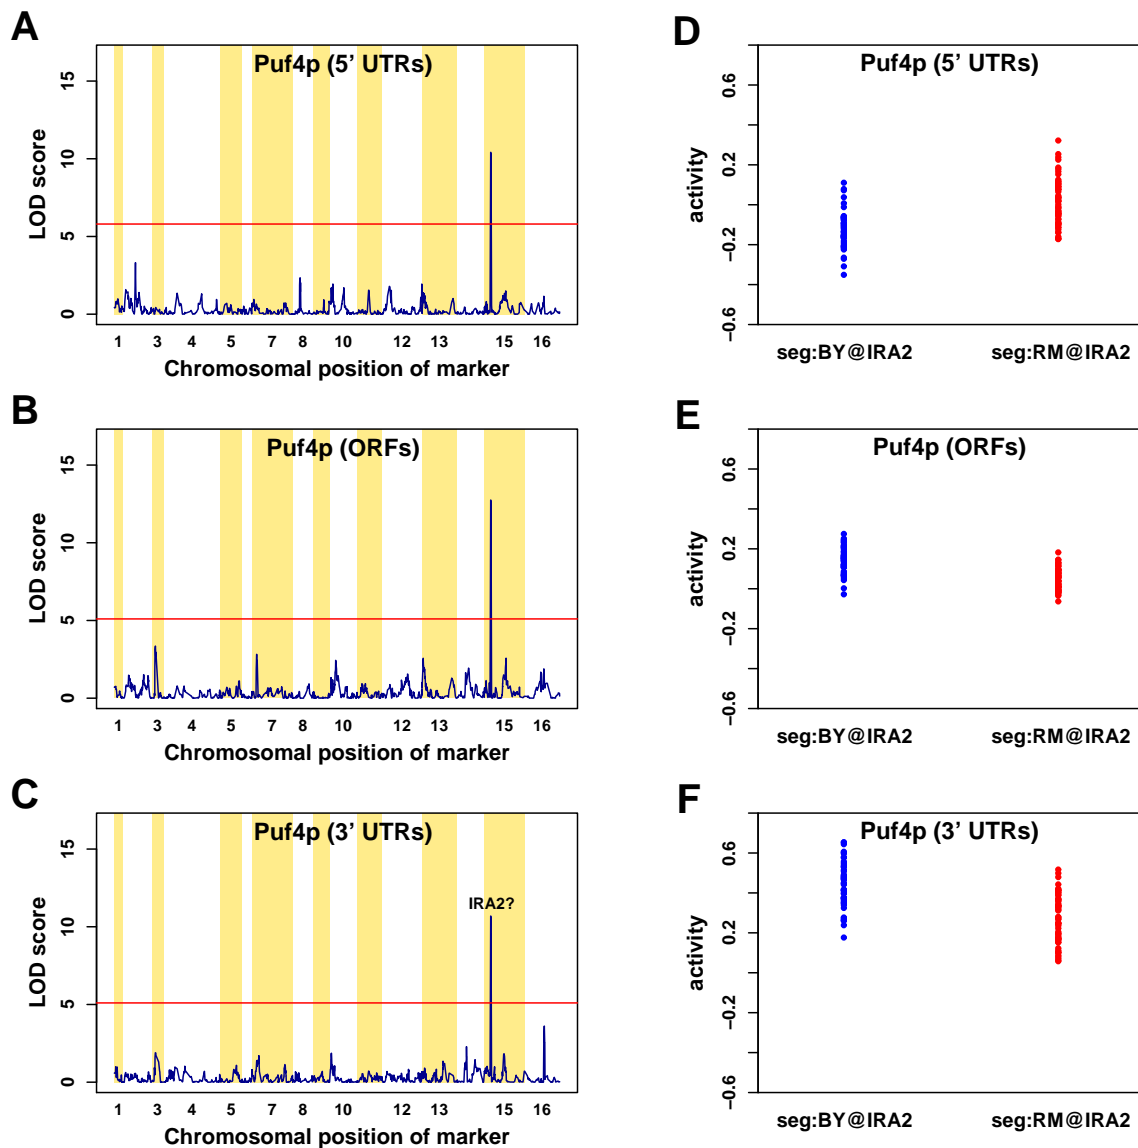 A
Puf4p (5’ UTRs)
LOD score
15
10
5
0
1 3 4 5 7 8 10 12 13 15 16
Chromosomal position of marker
D
Puf4p (5’ UTRs)
activity
0.6
0.2
−0.2
−0.6
seg:BY@IRA2 seg:RM@IRA2
B
Puf4p (ORFs)
LOD score
15
10
5
0
1 3 4 5 7 8 10 12 13 15 16
Chromosomal position of marker
E
Puf4p (ORFs)
activity
0.6
0.2
−0.2
−0.6
seg:BY@IRA2 seg:RM@IRA2
C
Puf4p (3’ UTRs)
LOD score
15
10
5
0
IRA2?
1 3 4 5 7 8 10 12 13 15 16
Chromosomal position of marker
F
Puf4p (3’ UTRs)
activity
0.6
0.2
−0.2
−0.6
seg:BY@IRA2 seg:RM@IRA2